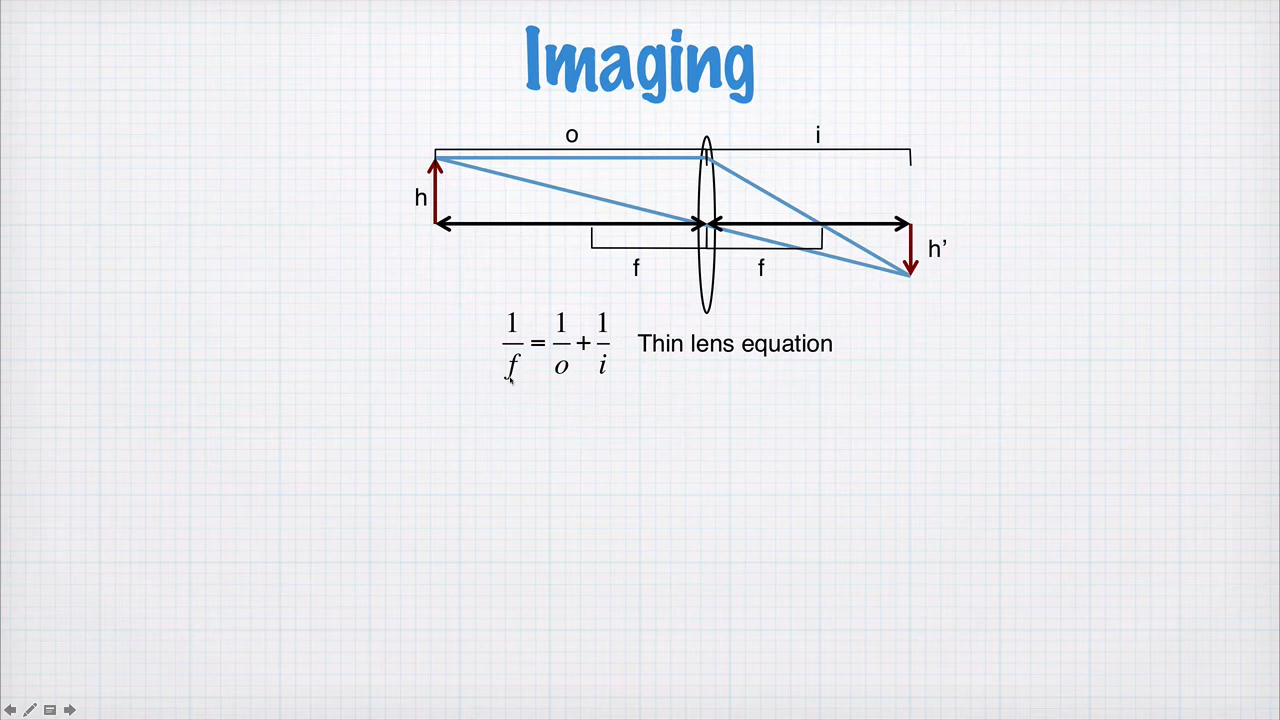 Imaging
o i
h
h’
f f
1/f = 1/o + 1/i Thin lens equation